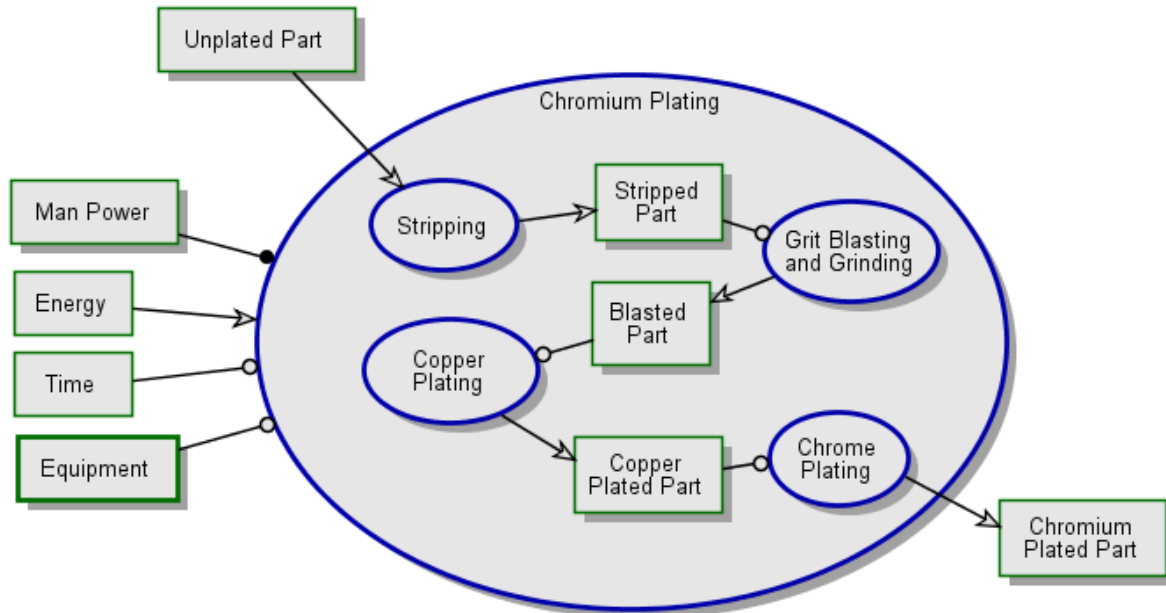 Unplated Part
Chromium Plating
Man Power
Stripping
Stripped
Part
Grit Blasting
and Grinding
Energy
Blasted
Part
Time
Copper
Plating
Equipment
Copper
Plated Part
Chrome
Plating
Chromium
Plated Part